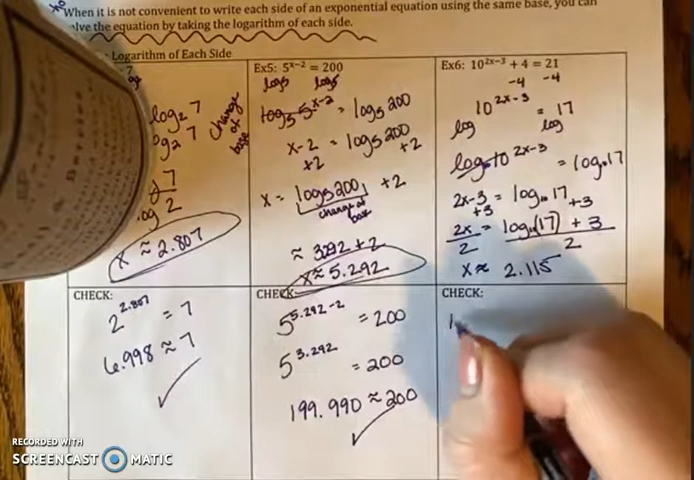 When it is not convenient to write each side of an exponential equation using the same base, you can
the equation by taking the logarithm of each side.
Logarithm of Each Side
log₂ 7
log₂ 7
change of base
7
log 2
x ≈ 2.807
CHECK:
2^2.807 = 7
6.998 ≈ 7
✓
Ex5: 5^x-2 = 200
log₅ log₅
log₅ 5^x-2 = log₅ 200
x-2 = log₅ 200
+2 +2
x = log₅ 200 + 2
change of base
≈ 3.292 + 2
x ≈ 5.292
CHECK:
5^5.292-2 = 200
5^3.292 = 200
199.990 ≈ 200
✓
Ex6: 10^2x-3 + 4 = 21
-4 -4
10^2x-3 = 17
log log
log 10^2x-3 = log 17
2x-3 = log 17
+3 +3
2x = log (17) + 3
2 2
x ≈ 2.115
CHECK:
RECORDED WITH
SCREENCAST MATIC